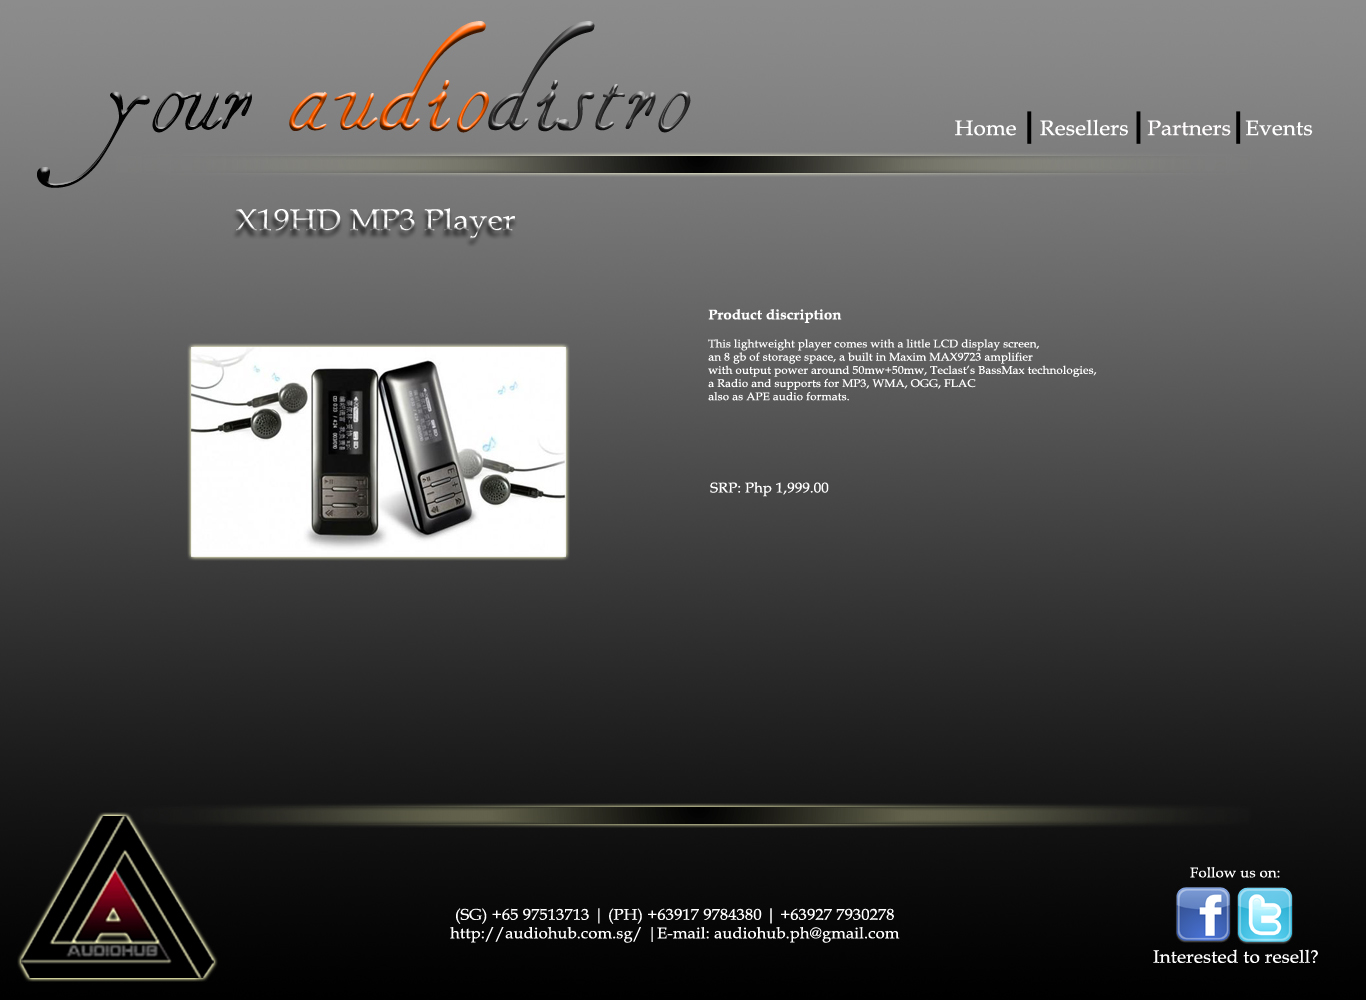 your audiodistro
Home | Resellers | Partners | Events
X19HD MP3 Player
Product discription
This lightweight player comes with a little LCD display screen,
an 8 gb of storage space, a built in Maxim MAX9723 amplifier
with output power around 50mw+50mw, Teclast's BassMax technologies,
a Radio and supports for MP3, WMA, OGG, FLAC
also as APE audio formats.
SRP: Php 1,999.00
AUDIOHUB
(SG) +65 97513713 | (PH) +63917 9784380 | +63927 7930278
http://audiohub.com.sg/ |E-mail: audiohub.ph@gmail.com
Follow us on:
Interested to resell?